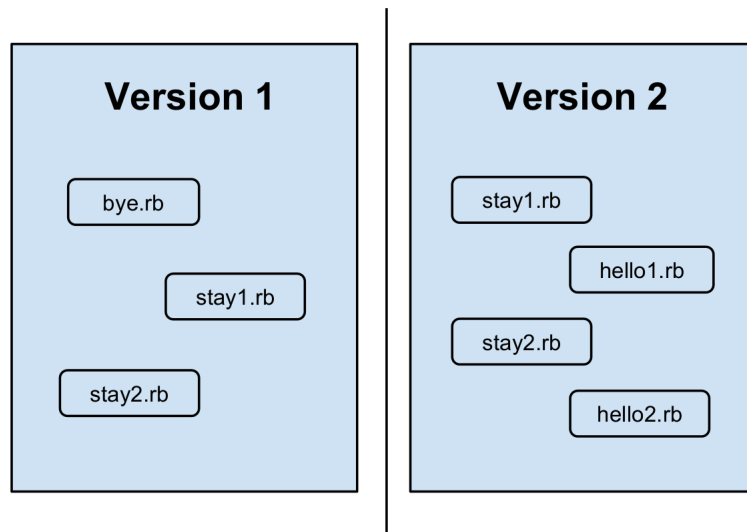 Version 1
bye.rb
stay1.rb
stay2.rb
Version 2
stay1.rb
hello1.rb
stay2.rb
hello2.rb